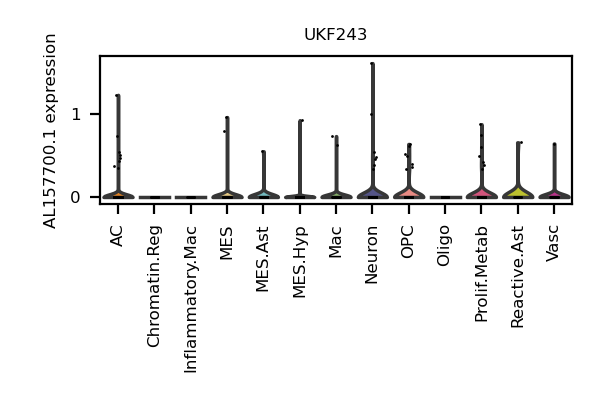 UKF243
AL157700.1 expression
1
0
AC
Chromatin.Reg
Inflammatory.Mac
MES
MES.Ast
MES.Hyp
Mac
Neuron
OPC
Oligo
Prolif.Metab
Reactive.Ast
Vasc